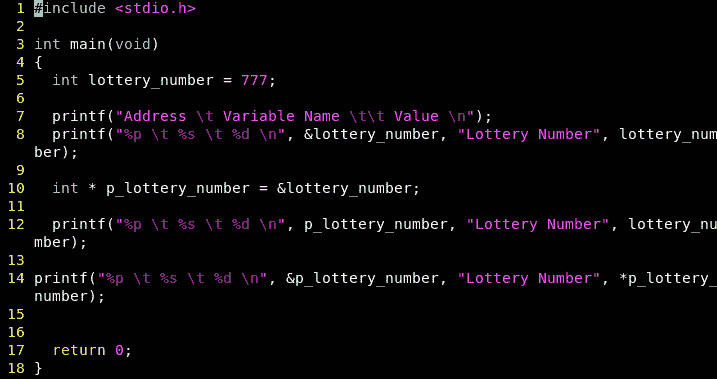 1 #include <stdio.h>
2
3 int main(void)
4 {
5   int lottery_number = 777;
6
7   printf("Address \t Variable Name \t\t Value \n");
8   printf("%p \t %s \t %d \n", &lottery_number, "Lottery Number", lottery_num
ber);
9
10   int * p_lottery_number = &lottery_number;
11
12   printf("%p \t %s \t %d \n", p_lottery_number, "Lottery Number", lottery_nu
mber);
13
14 printf("%p \t %s \t %d \n", &p_lottery_number, "Lottery Number", *p_lottery_
number);
15
16
17   return 0;
18 }